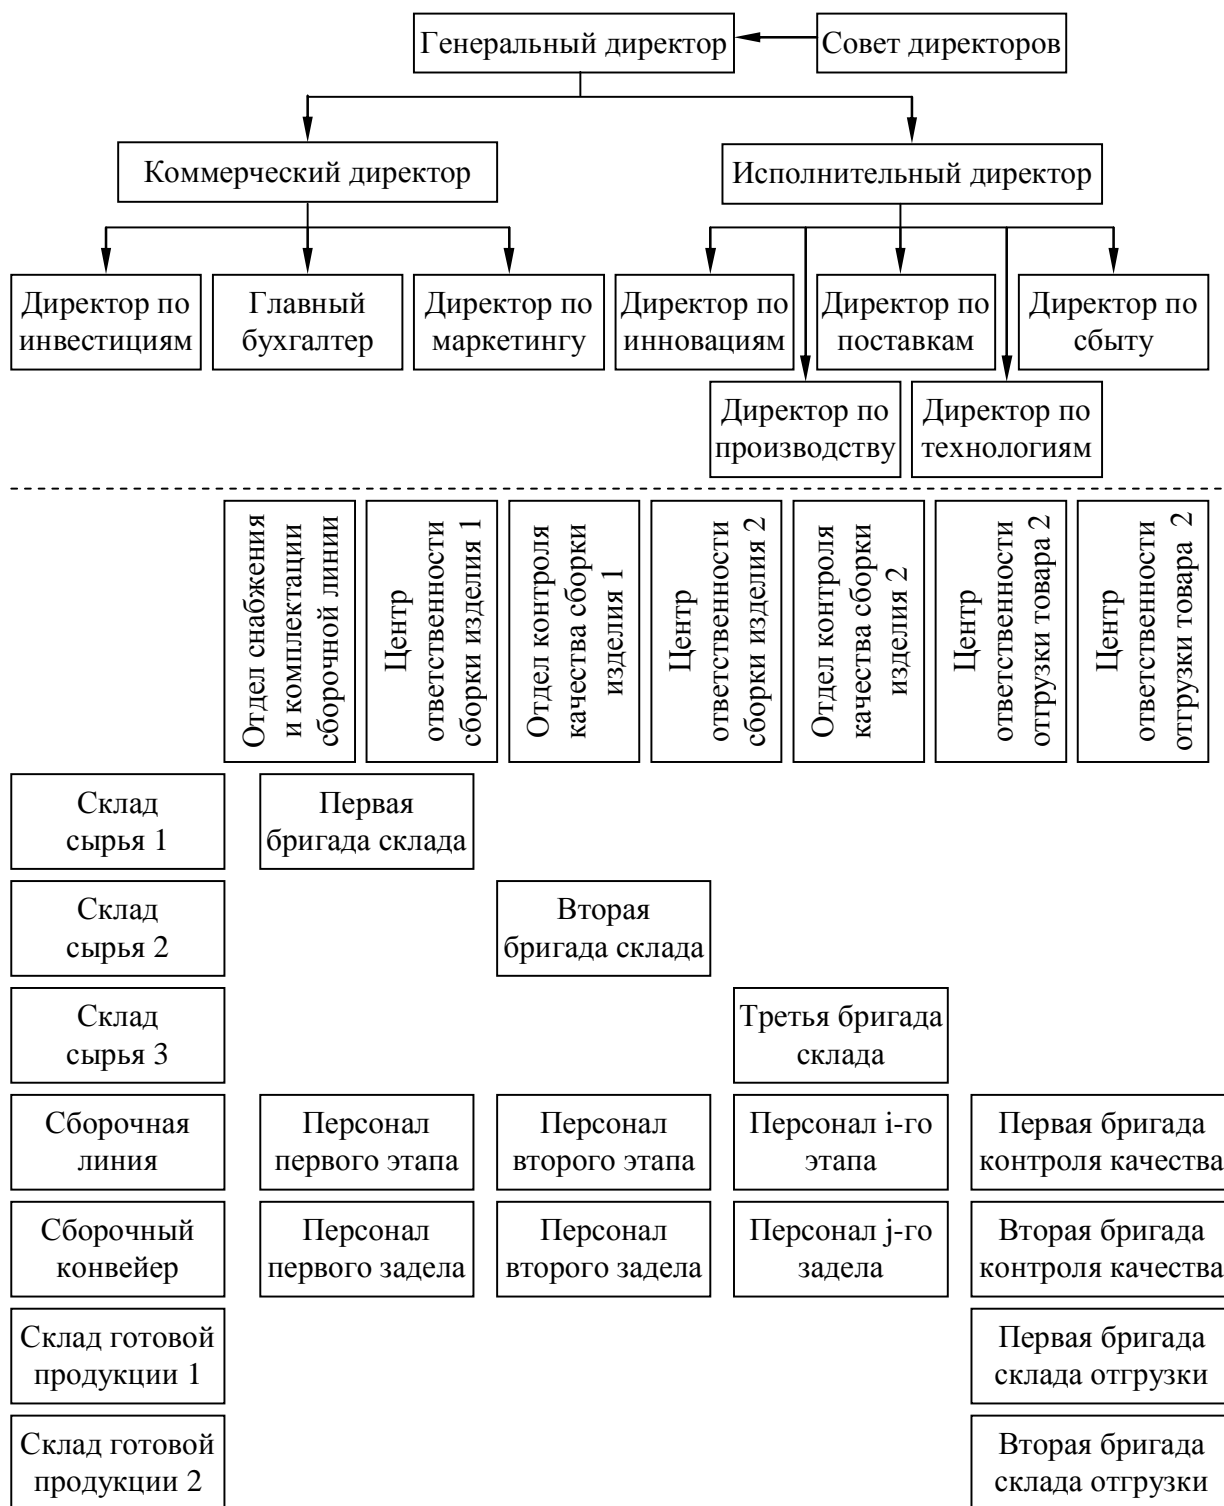 Генеральный директор
Совет директоров
Коммерческий директор
Исполнительный директор
Директор по
инвестициям
Главный
бухгалтер
Директор по
маркетингу
Директор по
инновациям
Директор по
поставкам
Директор по
сбыту
Директор по
производству
Директор по
технологиям
Отдел снабжения
и комплектации
сборочной линии
Центр
ответственности
сборки изделия 1
Отдел контроля
качества сборки
изделия 1
Центр
ответственности
сборки изделия 2
Отдел контроля
качества сборки
изделия 2
Центр
ответственности
отгрузки товара 2
Центр
ответственности
отгрузки товара 2
Склад
сырья 1
Первая
бригада склада
Склад
сырья 2
Вторая
бригада склада
Склад
сырья 3
Третья бригада
склада
Сборочная
линия
Персонал
первого этапа
Персонал
второго этапа
Персонал i-го
этапа
Первая бригада
контроля качества
Сборочный
конвейер
Персонал
первого задела
Персонал
второго задела
Персонал j-го
задела
Вторая бригада
контроля качества
Склад готовой
продукции 1
Первая бригада
склада отгрузки
Склад готовой
продукции 2
Вторая бригада
склада отгрузки